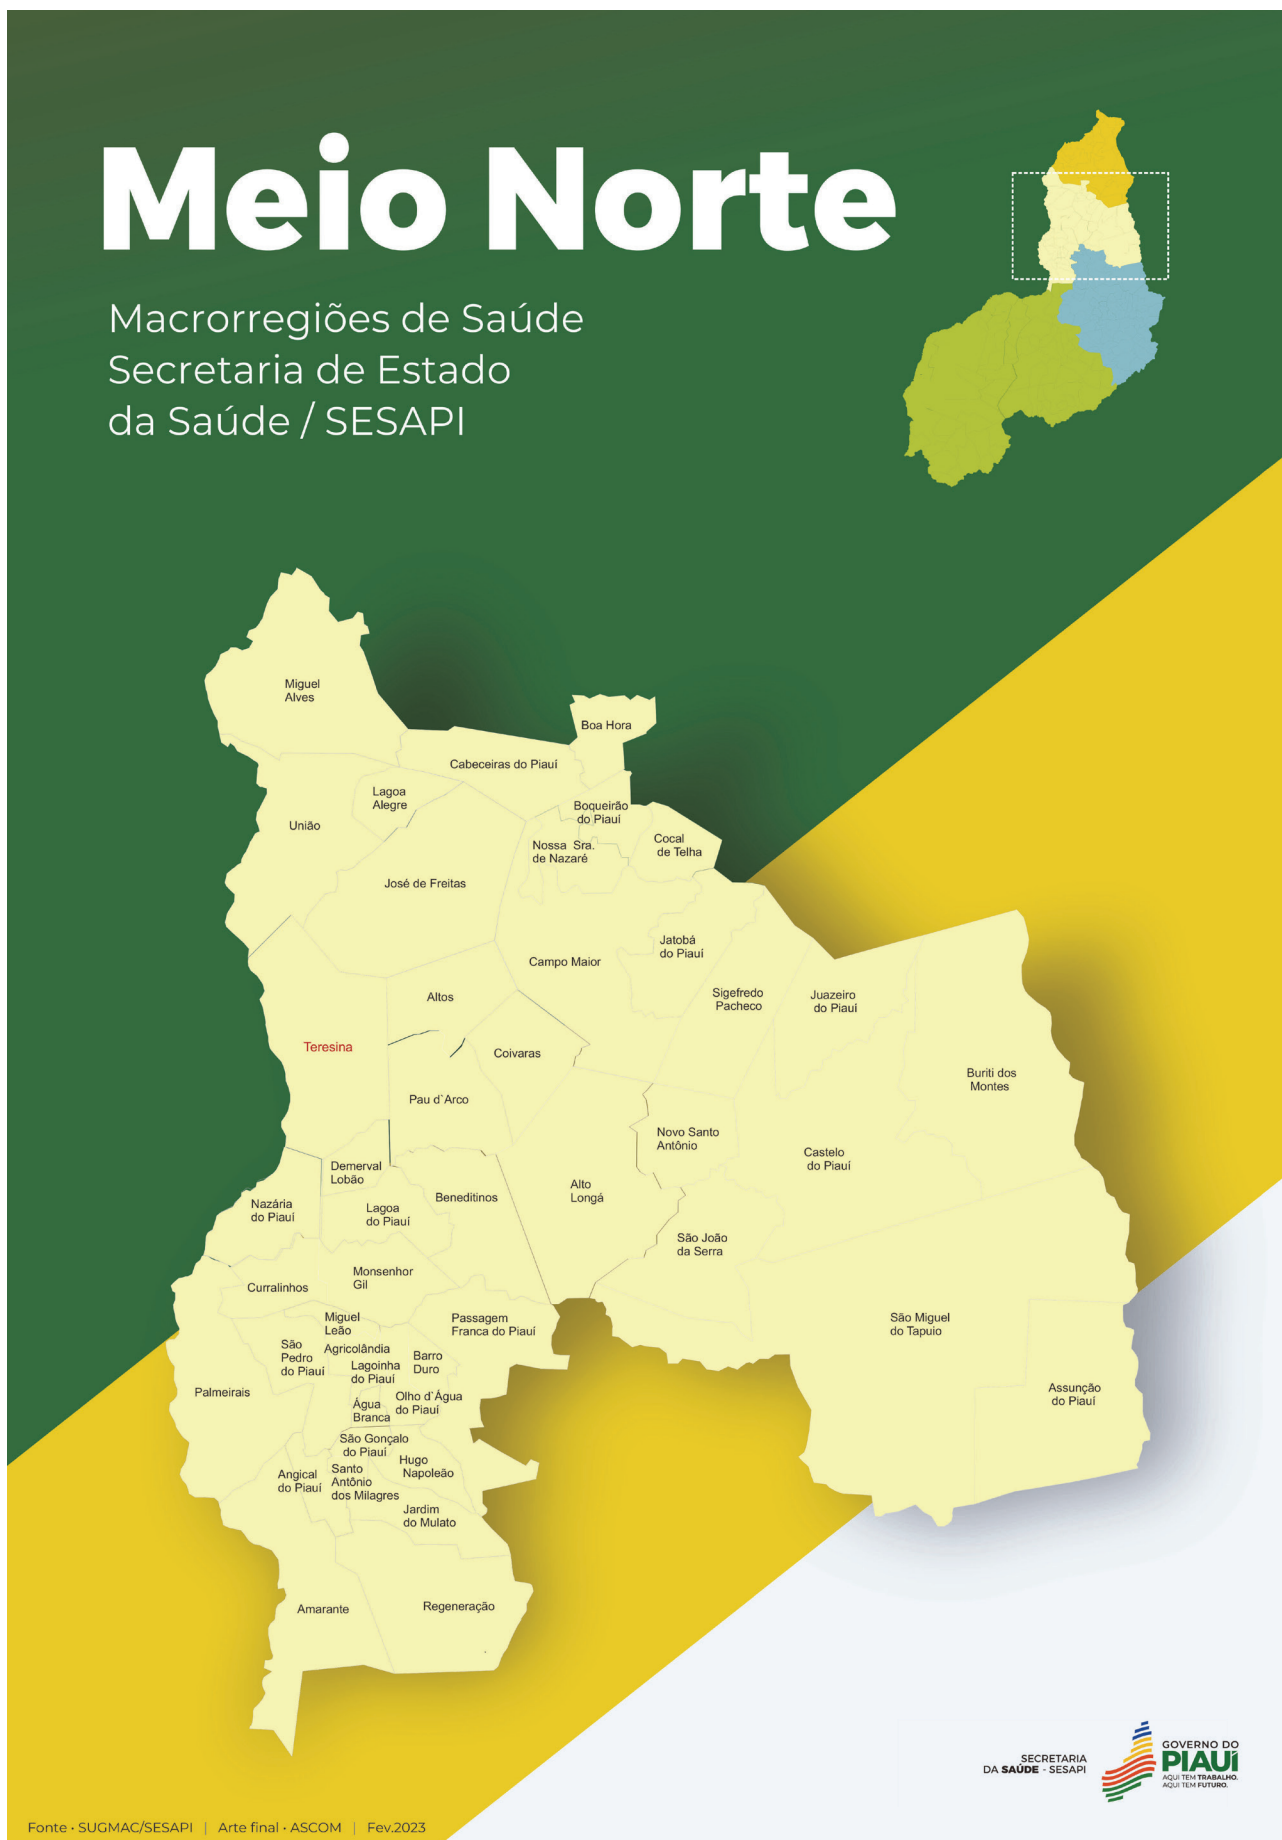 Meio Norte
Macrorregiões de Saúde
Secretaria de Estado
da Saúde / SESAPI
Miguel
Alves
Boa Hora
Cabeceiras do Piauí
Lagoa
Alegre
União
Boqueirão
do Piauí
Nossa Sra.
de Nazaré
Cocal
de Telha
José de Freitas
Campo Maior
Jatobá
do Piauí
Sigefredo
Pacheco
Juazeiro
do Piauí
Altos
Teresina
Coivaras
Buriti dos
Montes
Pau d`Arco
Novo Santo
Antônio
Castelo
do Piauí
Demerval
Lobão
Beneditinos
Alto
Longá
Nazária
do Piauí
Lagoa
do Piauí
São João
da Serra
Curralinhos
Monsenhor
Gil
Miguel
Leão
Passagem
Franca do Piauí
São Miguel
do Tapuio
São
Pedro
do Piauí
Agricolândia
Lagoinha
do Piauí
Barro
Duro
Palmeirais
Água
Branca
Olho d`Água
do Piauí
Assunção
do Piauí
São Gonçalo
do Piauí
Hugo
Napoleão
Angical
do Piauí
Santo
Antônio
dos Milagres
Jardim
do Mulato
Amarante
Regeneração
SECRETARIA
DA SAÚDE - SESAPI
GOVERNO DO
PIAUÍ
AQUI TEM TRABALHO.
AQUI TEM FUTURO.
Fonte • SUGMAC/SESAPI | Arte final • ASCOM | Fev.2023